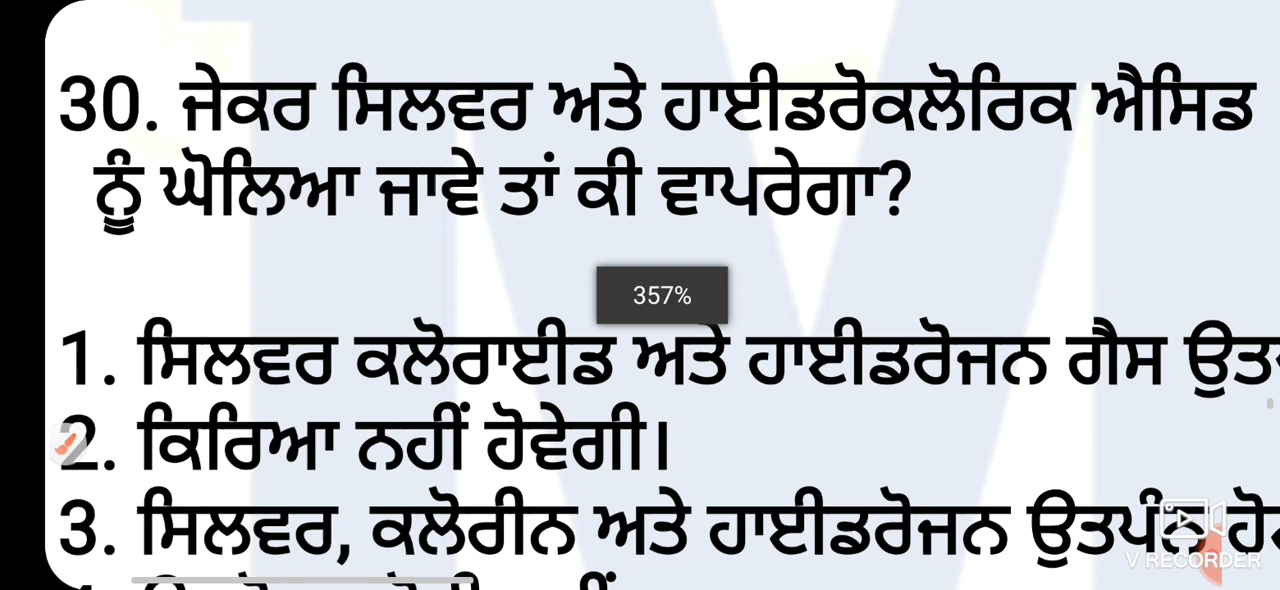 30. ਜੇਕਰ ਸਿਲਵਰ ਅਤੇ ਹਾਈਡਰੋਕਲੋਰਿਕ ਐਸਿਡ
ਨੂੰ ਘੋਲਿਆ ਜਾਵੇ ਤਾਂ ਕੀ ਵਾਪਰੇਗਾ?
357%
1. ਸਿਲਵਰ ਕਲੋਰਾਈਡ ਅਤੇ ਹਾਈਡਰੋਜਨ ਗੈਸ
2. ਕਿਰਿਆ ਨਹੀਂ ਹੋਵੇਗੀ।
3. ਸਿਲਵਰ, ਕਲੋਰੀਨ ਅਤੇ ਹਾਈਡਰੋਜਨ ਉਤਪੰਨ
V RECORDER